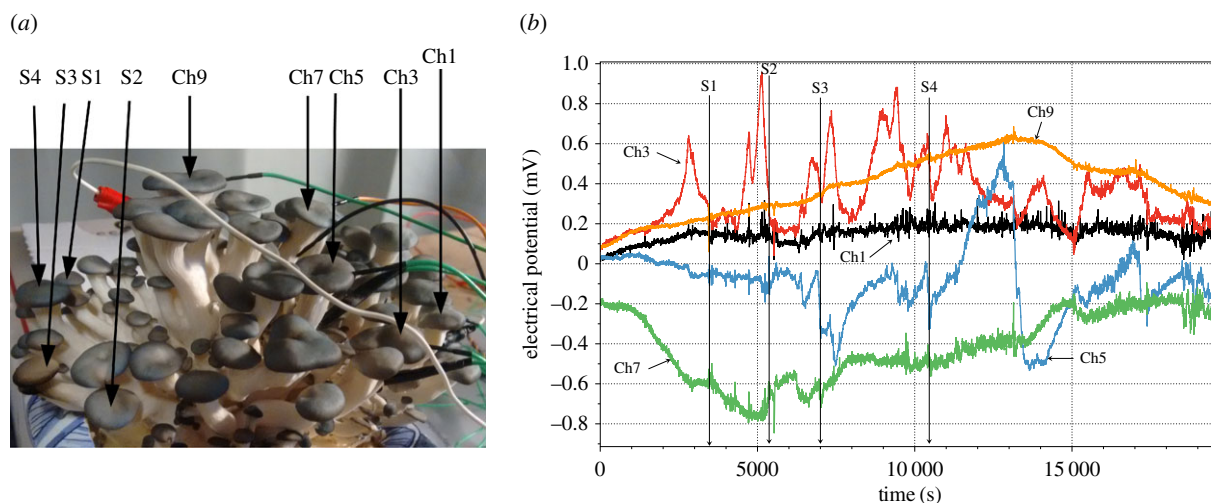 (a)
S4 S3 S1 S2 Ch9 Ch7 Ch5 Ch3 Ch1
(b)
electrical potential (mV)
1.0
0.8
0.6
0.4
0.2
0
−0.2
−0.4
−0.6
−0.8
S1
S2
S3
S4
Ch9
Ch3
Ch1
Ch7
Ch5
0 5000 10 000 15 000
time (s)